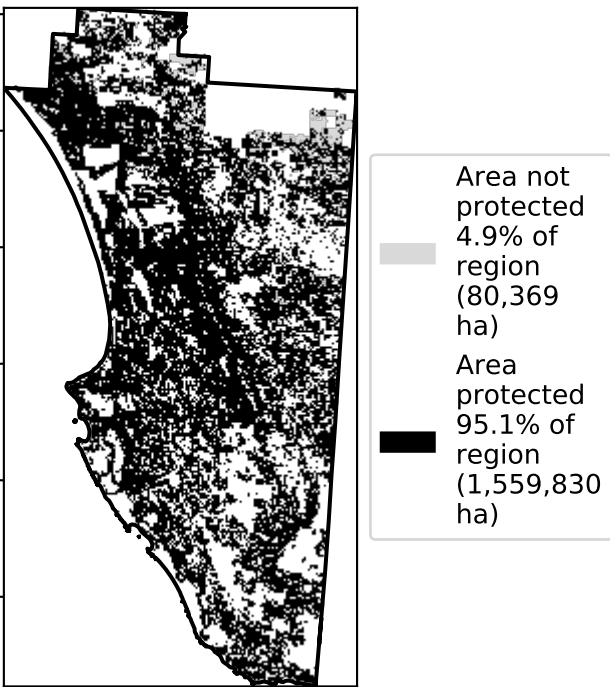 Area not
protected
4.9% of
region
(80,369
ha)
Area
protected
95.1% of
region
(1,559,830
ha)